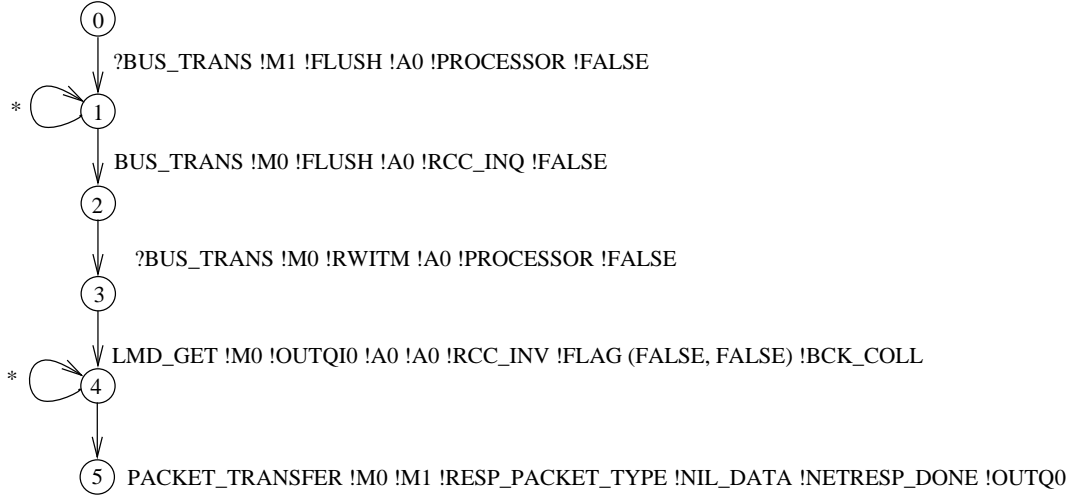 0
?BUS_TRANS !M1 !FLUSH !A0 !PROCESSOR !FALSE
*
1
BUS_TRANS !M0 !FLUSH !A0 !RCC_INQ !FALSE
2
?BUS_TRANS !M0 !RWITM !A0 !PROCESSOR !FALSE
3
LMD_GET !M0 !OUTQI0 !A0 !A0 !RCC_INV !FLAG (FALSE, FALSE) !BCK_COLL
*
4
5 PACKET_TRANSFER !M0 !M1 !RESP_PACKET_TYPE !NIL_DATA !NETRESP_DONE !OUTQ0